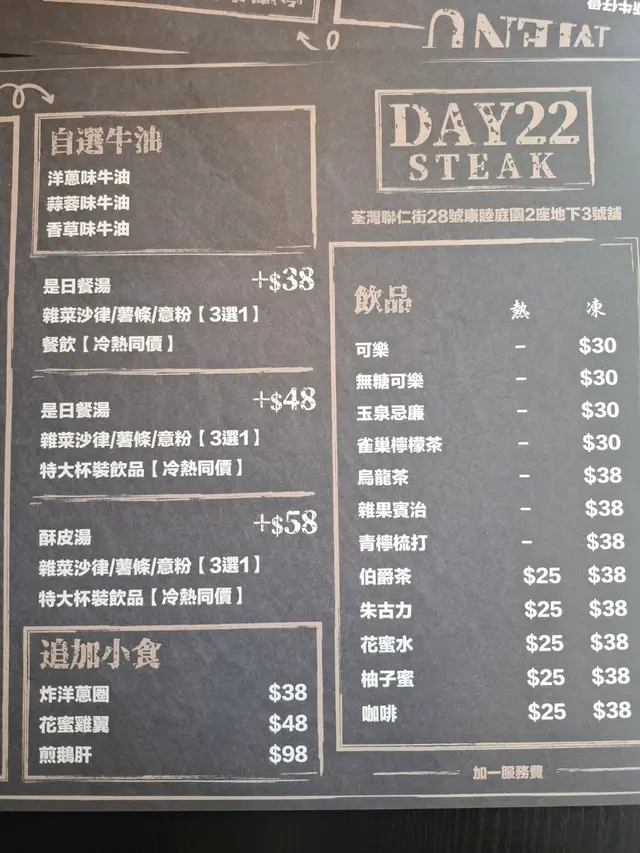 MENU
自選牛油
洋蔥味牛油
蒜蓉味牛油
香草味牛油
是日餐湯 +$38
雜菜沙律/薯條/意粉【3選1】
餐飲【冷熱同價】
是日餐湯 +$48
雜菜沙律/薯條/意粉【3選1】
特大杯裝飲品【冷熱同價】
酥皮湯 +$58
雜菜沙律/薯條/意粉【3選1】
特大杯裝飲品【冷熱同價】
追加小食
炸洋蔥圈 $38
花蜜雞翼 $48
煎鵝肝 $98
DAY22
STEAK
荃灣聯仁街28號康睦庭園2座地下3號舖
飲品 熱 凍
可樂 – $30
無糖可樂 – $30
玉泉忌廉 – $30
雀巢檸檬茶 – $30
烏龍茶 – $38
雜果賓治 – $38
青檸梳打 – $38
伯爵茶 $25 $38
朱古力 $25 $38
花蜜水 $25 $38
柚子蜜 $25 $38
咖啡 $25 $38
加一服務費